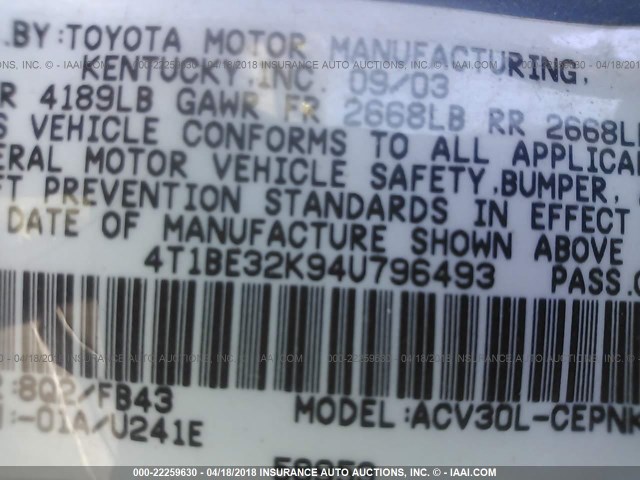 . BY: TOYOTA MOTOR MANUFACTURING,
KENTUCKY, INC. 09/03
R 4189LB GAWR FR 2668LB RR 2668L
S VEHICLE CONFORMS TO ALL APPLICA
ERAL MOTOR VEHICLE SAFETY, BUMPER,
FT PREVENTION STANDARDS IN EFFECT
DATE OF MANUFACTURE SHOWN ABOVE
4T1BE32K94U796493 PASS.
:8Q2/FB43
MODEL:ACV30L-CEPNK
:-01A/U241E
000-22259630 - 04/18/2018 - IAA - INSURANCE AUTO AUCTIONS, INC.